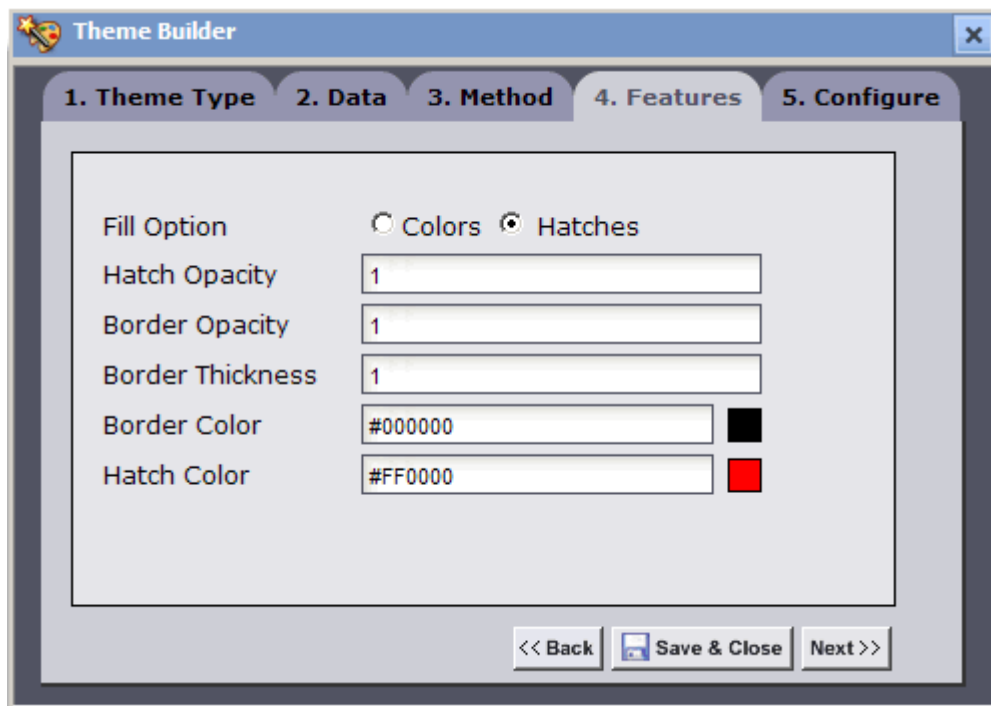 Theme Builder
1. Theme Type 2. Data 3. Method 4. Features 5. Configure
Fill Option Colors Hatches
Hatch Opacity 1
Border Opacity 1
Border Thickness 1
Border Color #000000
Hatch Color #FF0000
<< Back Save & Close Next >>